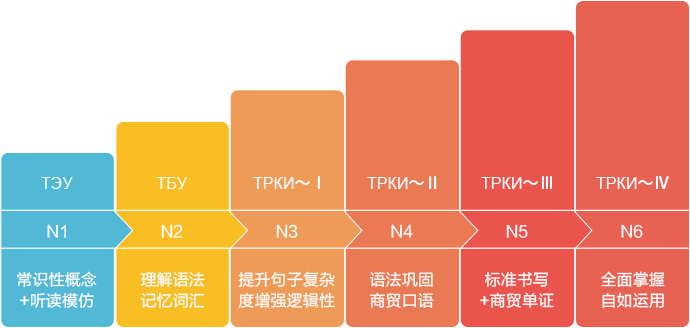 ТЭУ
ТБУ
ТРКИ～Ⅰ
ТРКИ～Ⅱ
ТРКИ～Ⅲ
ТРКИ～Ⅳ
N1
N2
N3
N4
N5
N6
常识性概念
+听读模仿
理解语法
记忆词汇
提升句子复杂
度增强逻辑性
语法巩固
商贸口语
标准书写
+商贸单证
全面掌握
自如运用